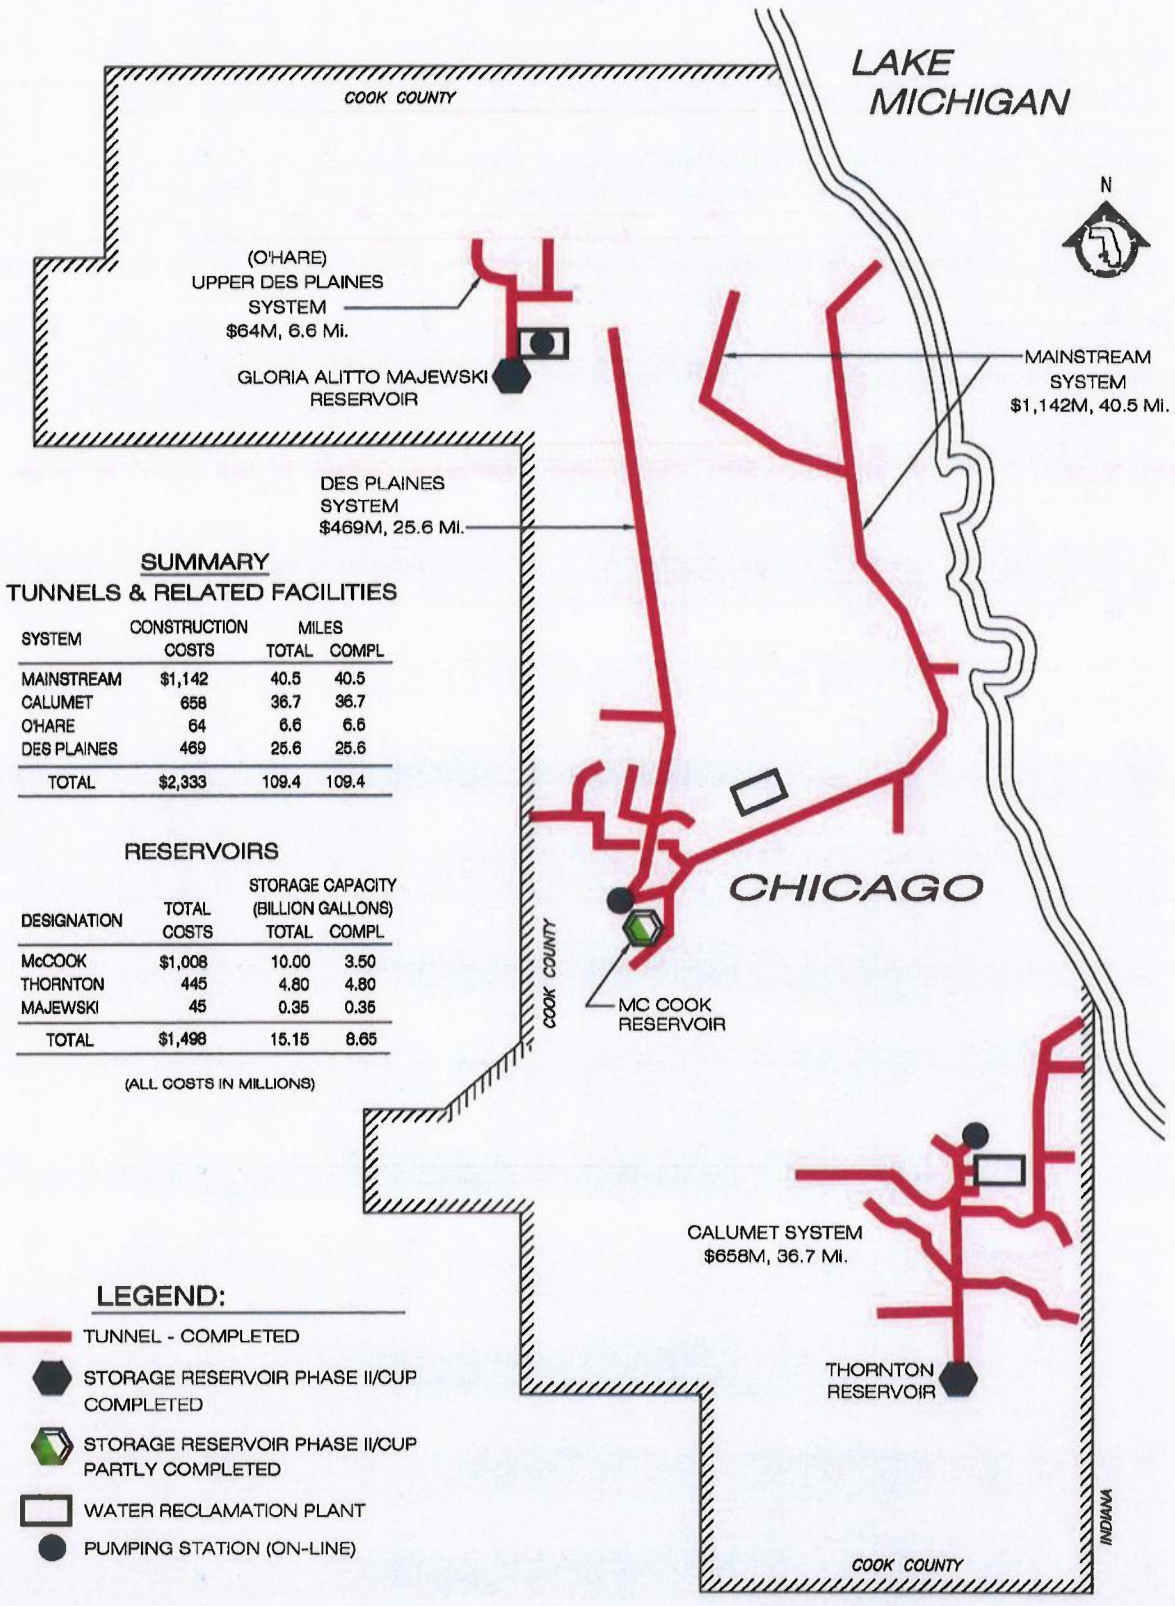 LAKE
MICHIGAN
COOK COUNTY
N
(O'HARE)
UPPER DES PLAINES
SYSTEM
$64M, 6.6 Mi.
GLORIA ALITTO MAJEWSKI
RESERVOIR
MAINSTREAM
SYSTEM
$1,142M, 40.5 Mi.
DES PLAINES
SYSTEM
$469M, 25.6 Mi.
SUMMARY
TUNNELS & RELATED FACILITIES
SYSTEM CONSTRUCTION COSTS MILES TOTAL COMPL
MAINSTREAM $1,142 40.5 40.5
CALUMET 658 36.7 36.7
O'HARE 64 6.6 6.6
DES PLAINES 469 25.6 25.6
TOTAL $2,333 109.4 109.4
RESERVOIRS
DESIGNATION TOTAL COSTS STORAGE CAPACITY (BILLION GALLONS) TOTAL COMPL
McCOOK $1,008 10.00 3.50
THORNTON 445 4.80 4.80
MAJEWSKI 45 0.35 0.35
TOTAL $1,498 15.15 8.65
(ALL COSTS IN MILLIONS)
CHICAGO
COOK COUNTY
MC COOK
RESERVOIR
CALUMET SYSTEM
$658M, 36.7 Mi.
THORNTON
RESERVOIR
LEGEND:
TUNNEL - COMPLETED
STORAGE RESERVOIR PHASE II/CUP
COMPLETED
STORAGE RESERVOIR PHASE II/CUP
PARTLY COMPLETED
WATER RECLAMATION PLANT
PUMPING STATION (ON-LINE)
INDIANA
COOK COUNTY